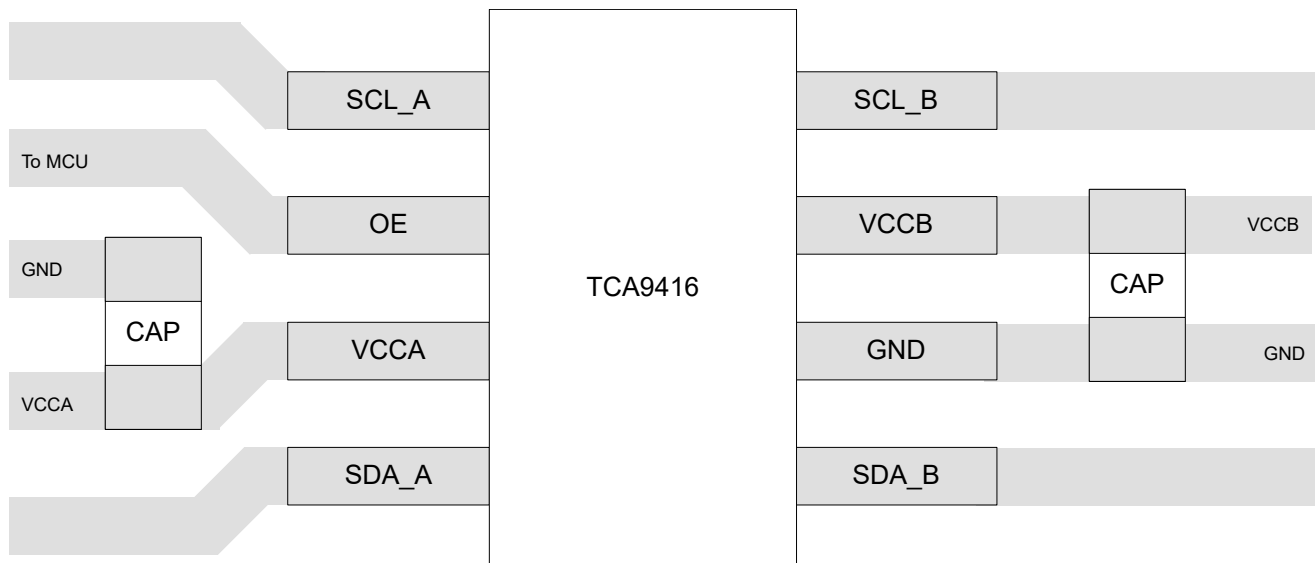 SCL_A
SCL_B
To MCU
OE
VCCB
VCCB
GND
TCA9416
CAP
CAP
VCCA
GND
GND
VCCA
SDA_A
SDA_B